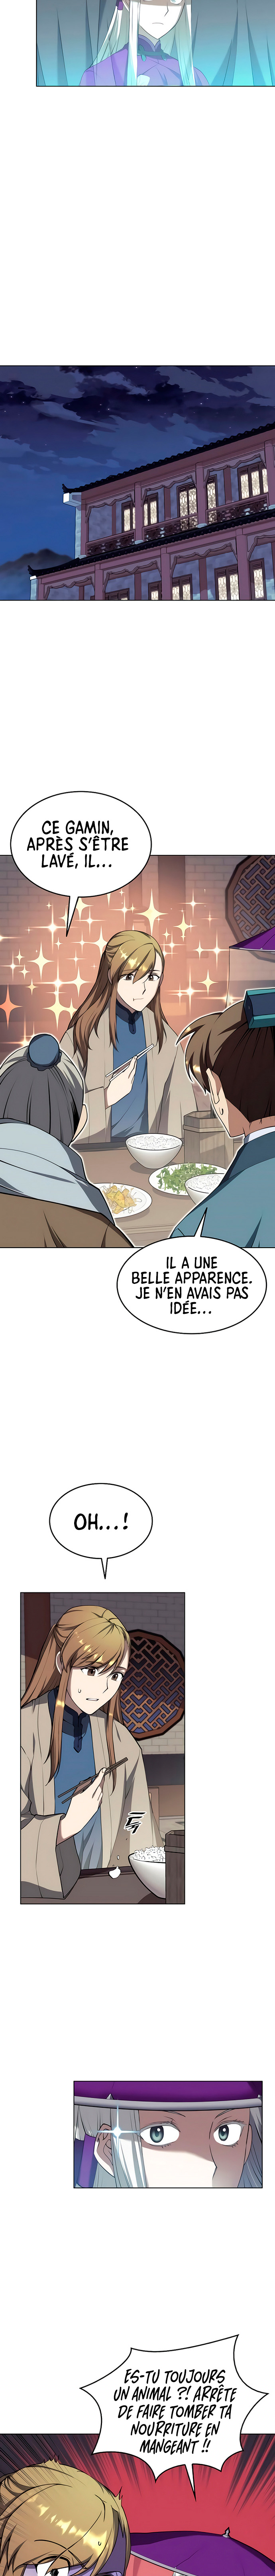 CE GAMIN,
APRÈS S'ÊTRE
LAVÉ, IL...
IL A UNE
BELLE APPARENCE.
JE N'EN AVAIS PAS
IDÉE...
OH...!
ES-TU TOUJOURS
UN ANIMAL ?! ARRÊTE
DE FAIRE TOMBER TA
NOURRITURE EN
MANGEANT !!